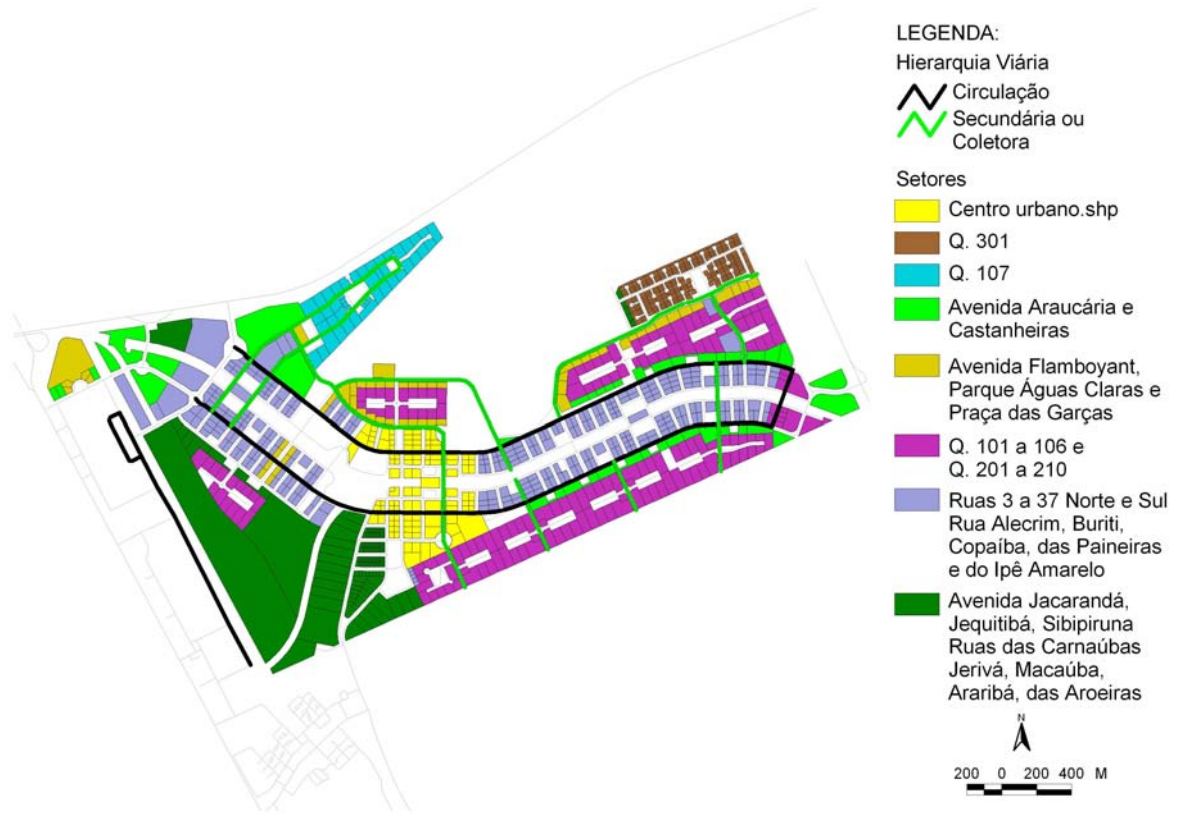 LEGENDA:
Hierarquia Viária
Circulação
Secundária ou
Coletora
Setores
Centro urbano.shp
Q. 301
Q. 107
Avenida Araucária e
Castanheiras
Avenida Flamboyant,
Parque Águas Claras e
Praça das Garças
Q. 101 a 106 e
Q. 201 a 210
Ruas 3 a 37 Norte e Sul
Rua Alecrim, Buriti,
Copaíba, das Paineiras
e do Ipê Amarelo
Avenida Jacarandá,
Jequitibá, Sibipiruna
Ruas das Carnaúbas
Jerivá, Macaúba,
Araribá, das Aroeiras
N
200 0 200 400 M